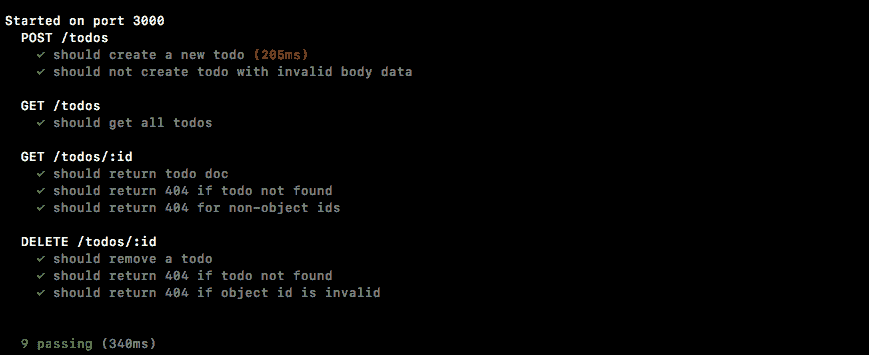 Started on port 3000
POST /todos
✓ should create a new todo (205ms)
✓ should not create todo with invalid body data
GET /todos
✓ should get all todos
GET /todos/:id
✓ should return todo doc
✓ should return 404 if todo not found
✓ should return 404 for non-object ids
DELETE /todos/:id
✓ should remove a todo
✓ should return 404 if todo not found
✓ should return 404 if object id is invalid
9 passing (340ms)